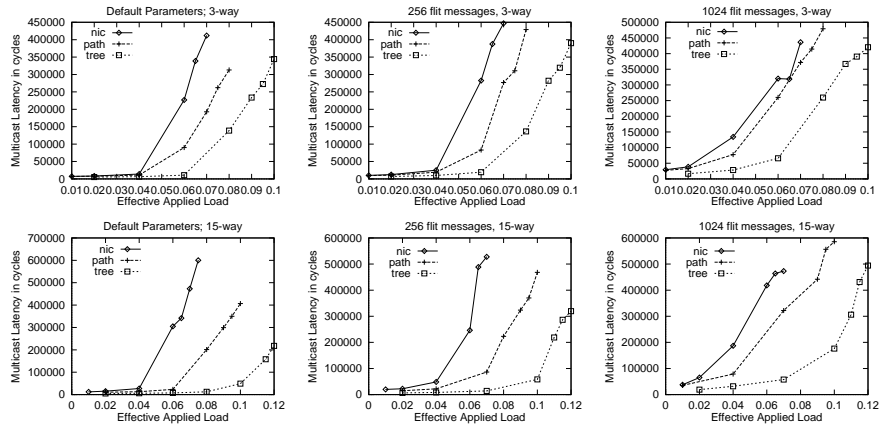 Default Parameters; 3-way
Multicast Latency in cycles
450000
400000
350000
300000
250000
200000
150000
100000
50000
0
nic
path
tree
0.01 0.02 0.03 0.04 0.05 0.06 0.07 0.08 0.09 0.1
Effective Applied Load
256 flit messages, 3-way
Multicast Latency in cycles
450000
400000
350000
300000
250000
200000
150000
100000
50000
0
nic
path
tree
0.01 0.02 0.03 0.04 0.05 0.06 0.07 0.08 0.09 0.1
Effective Applied Load
1024 flit messages, 3-way
Multicast Latency in cycles
500000
450000
400000
350000
300000
250000
200000
150000
100000
50000
0
nic
path
tree
0.01 0.02 0.03 0.04 0.05 0.06 0.07 0.08 0.09 0.1
Effective Applied Load
Default Parameters; 15-way
Multicast Latency in cycles
700000
600000
500000
400000
300000
200000
100000
0
nic
path
tree
0 0.02 0.04 0.06 0.08 0.1 0.12
Effective Applied Load
256 flit messages, 15-way
Multicast Latency in cycles
600000
500000
400000
300000
200000
100000
0
nic
path
tree
0 0.02 0.04 0.06 0.08 0.1 0.12
Effective Applied Load
1024 flit messages, 15-way
Multicast Latency in cycles
600000
500000
400000
300000
200000
100000
0
nic
path
tree
0 0.02 0.04 0.06 0.08 0.1 0.12
Effective Applied Load